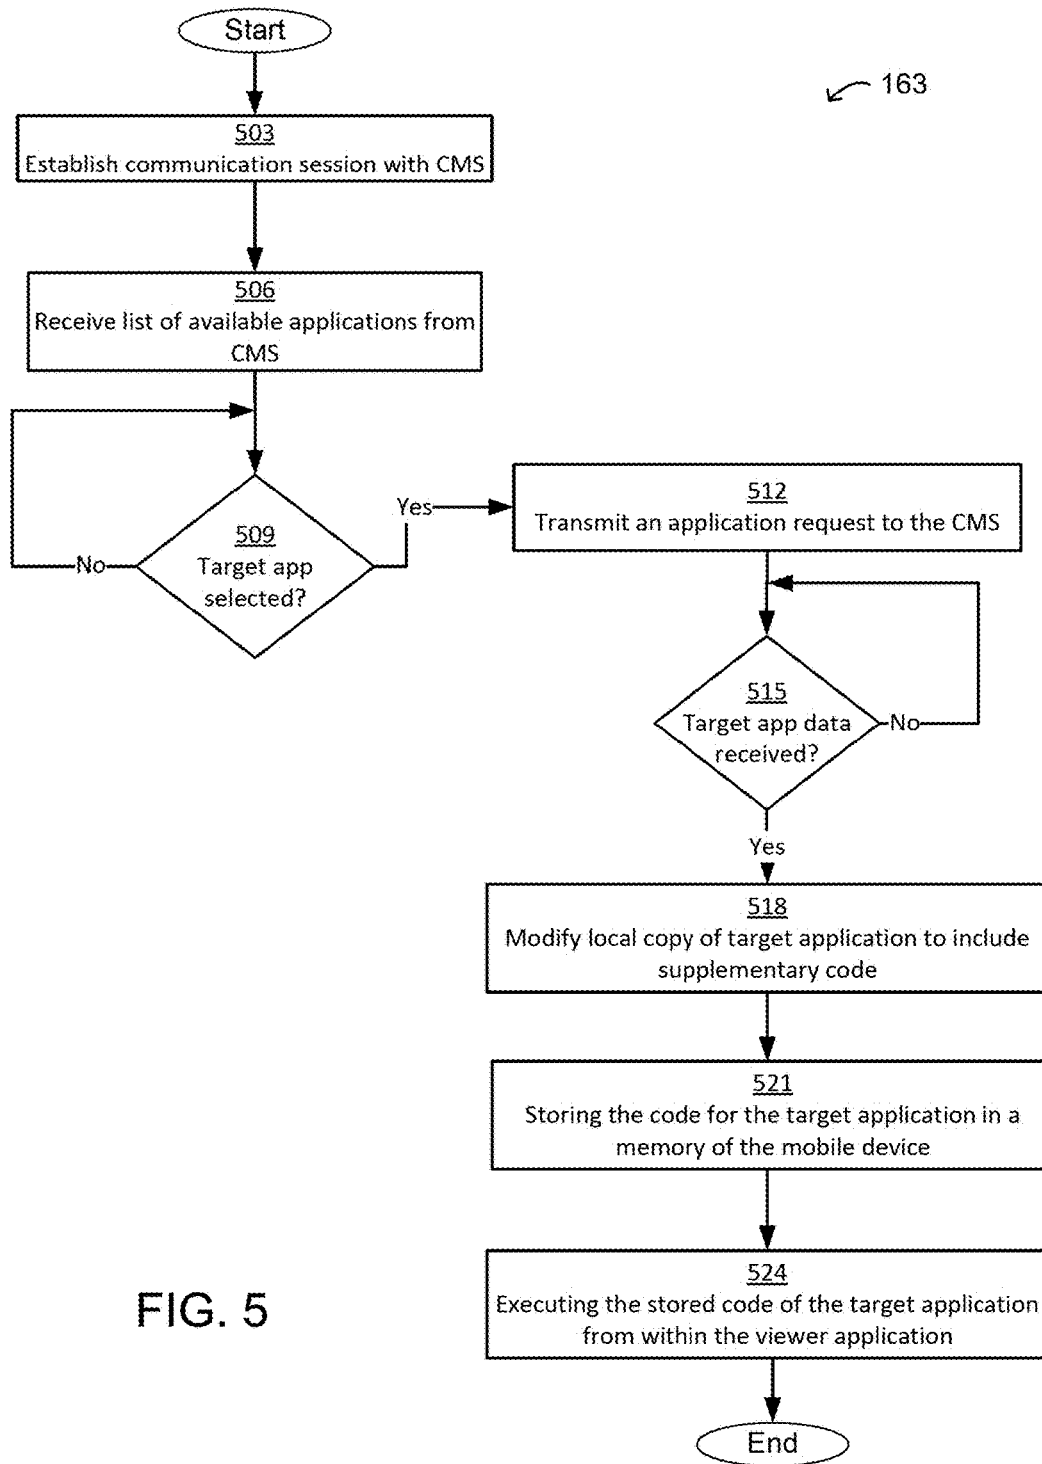 Start
163
503
Establish communication session with CMS
506
Receive list of available applications from
CMS
509
Target app
selected?
No
Yes
512
Transmit an application request to the CMS
515
Target app data
received?
No
Yes
518
Modify local copy of target application to include
supplementary code
521
Storing the code for the target application in a
memory of the mobile device
524
Executing the stored code of the target application
from within the viewer application
End
FIG. 5